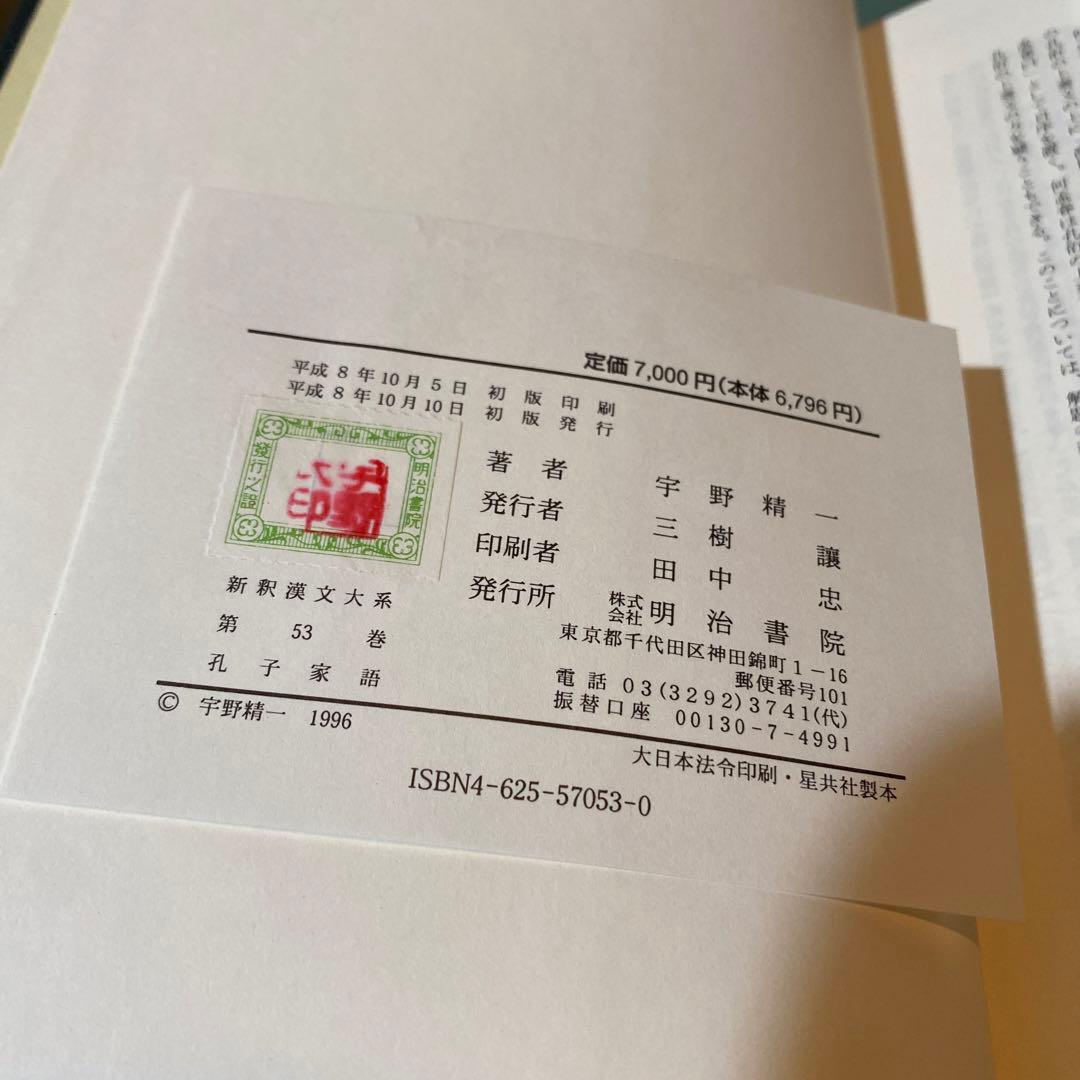 定価7,000円(本体6,796円)
平成8年10月5日 初版印刷
平成8年10月10日 初版発行
明治書院
發行之證
著者 宇野精一
発行者 三樹 讓
印刷者 田中 忠
発行所 株式会社 明治書院
東京都千代田区神田錦町1-16
郵便番号101
電話 03(3292)3741(代)
振替口座 00130-7-4991
新釈漢文大系
第53巻
孔子家語
© 宇野精一 1996
大日本法令印刷・星共社製本
ISBN4-625-57053-0